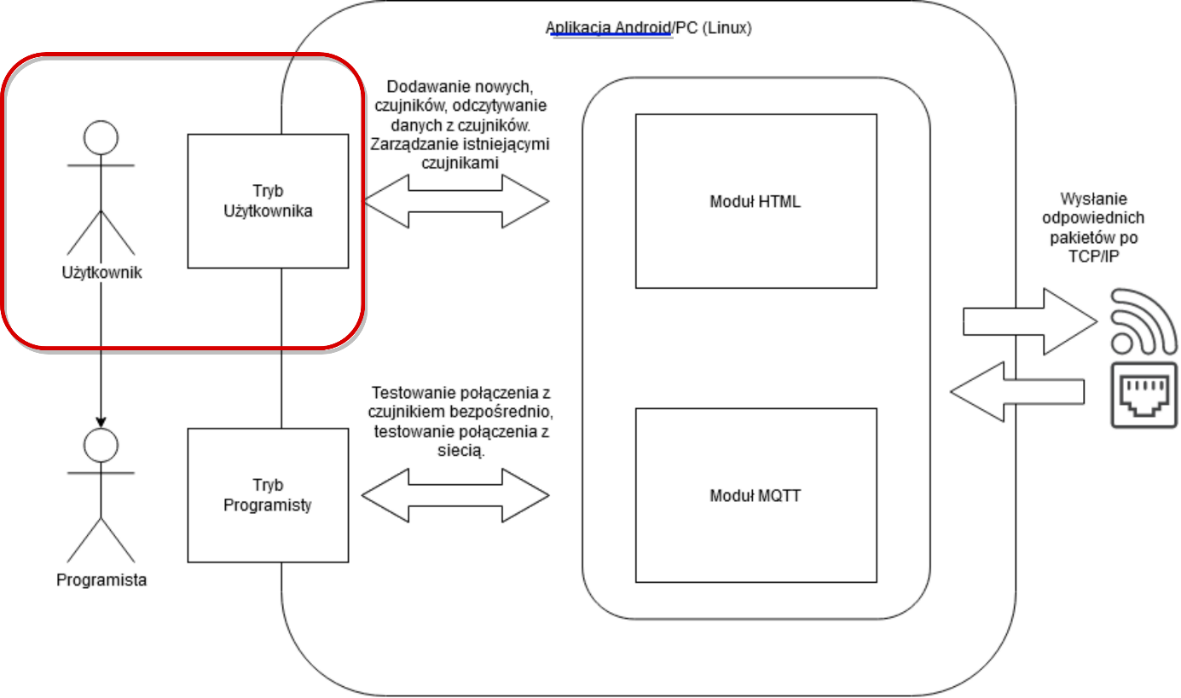 Aplikacja Android/PC (Linux)
Dodawanie nowych,
czujników, odczytywanie
danych z czujników.
Zarządzanie istniejącymi
czujnikami
Tryb
Użytkownika
Moduł HTML
Wysłanie
odpowiednich
pakietów po
TCP/IP
Użytkownik
Testowanie połączenia z
czujnikiem bezpośrednio,
testowanie połączenia z
siecią.
Tryb
Programisty
Moduł MQTT
Programista